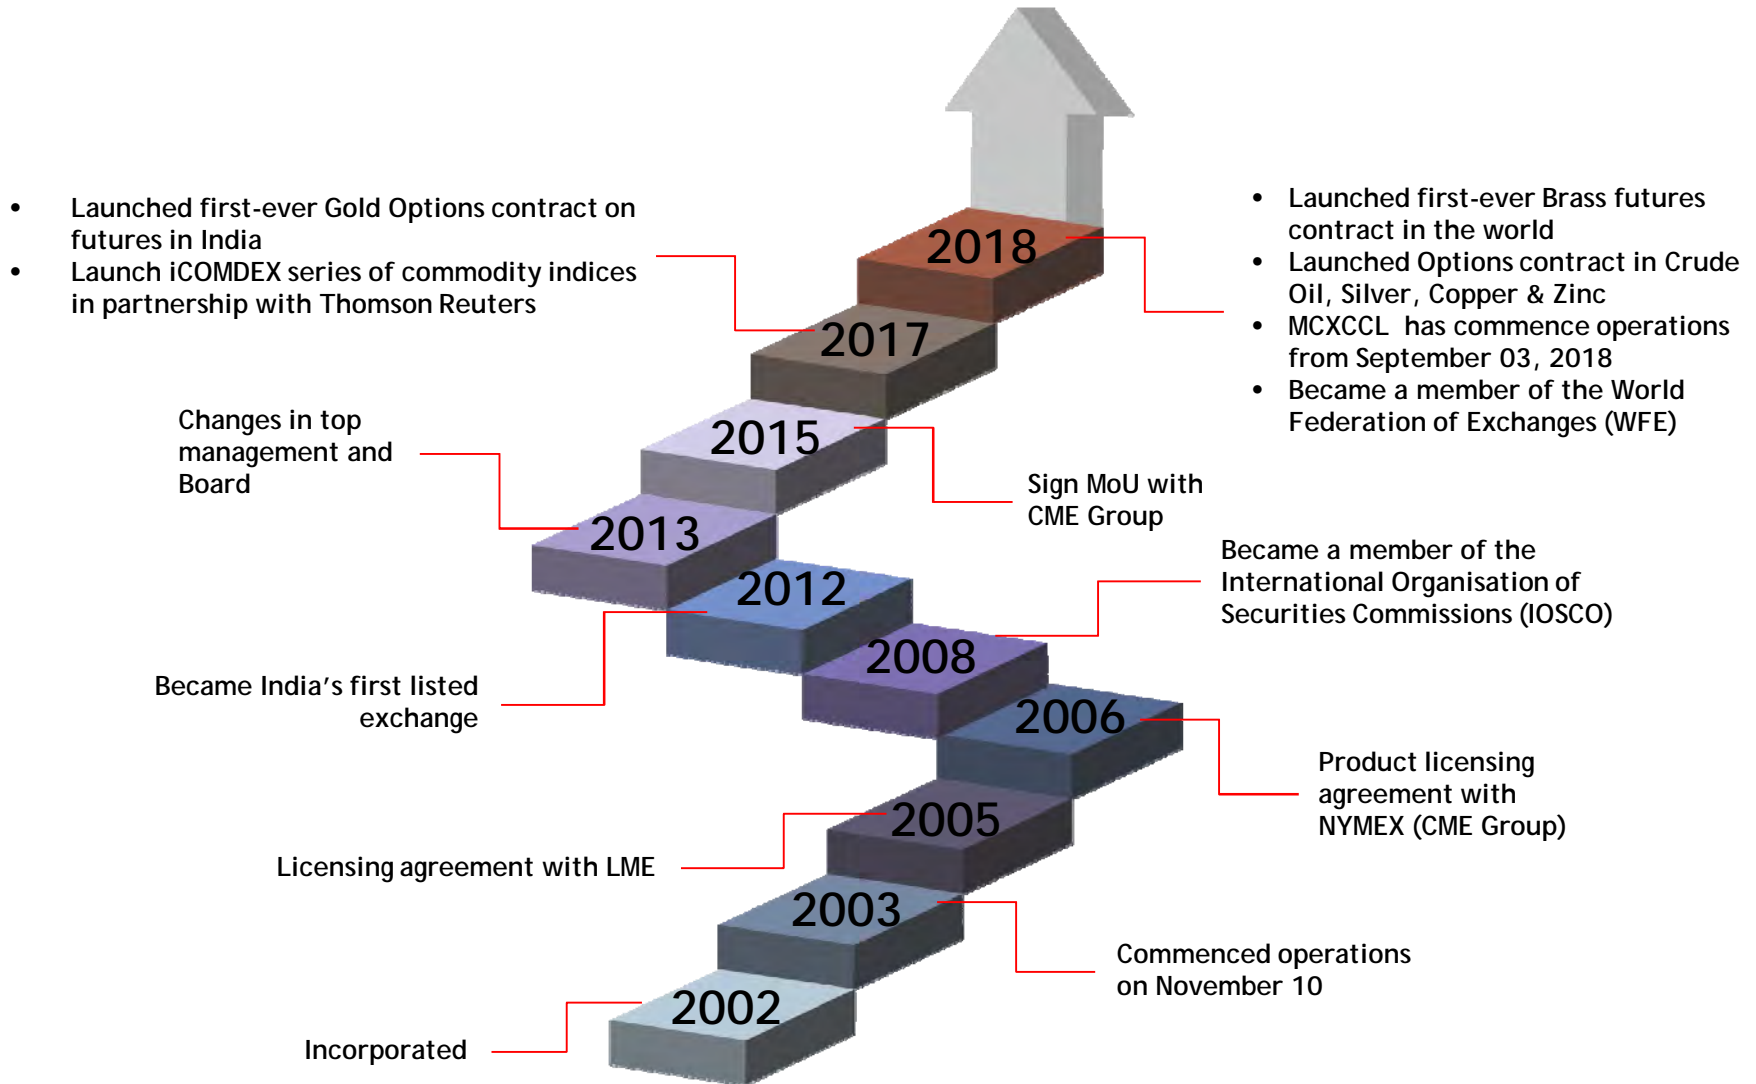 • Launched first-ever Gold Options contract on
futures in India
• Launch iCOMDEX series of commodity indices
in partnership with Thomson Reuters
2018
• Launched first-ever Brass futures
contract in the world
• Launched Options contract in Crude
Oil, Silver, Copper & Zinc
• MCXCCL has commence operations
from September 03, 2018
• Became a member of the World
Federation of Exchanges (WFE)
2017
Changes in top
management and
Board
2015
Sign MoU with
CME Group
2013
2012
Became a member of the
International Organisation of
Securities Commissions (IOSCO)
2008
Became India's first listed
exchange
2006
Product licensing
agreement with
NYMEX (CME Group)
2005
Licensing agreement with LME
2003
Commenced operations
on November 10
2002
Incorporated